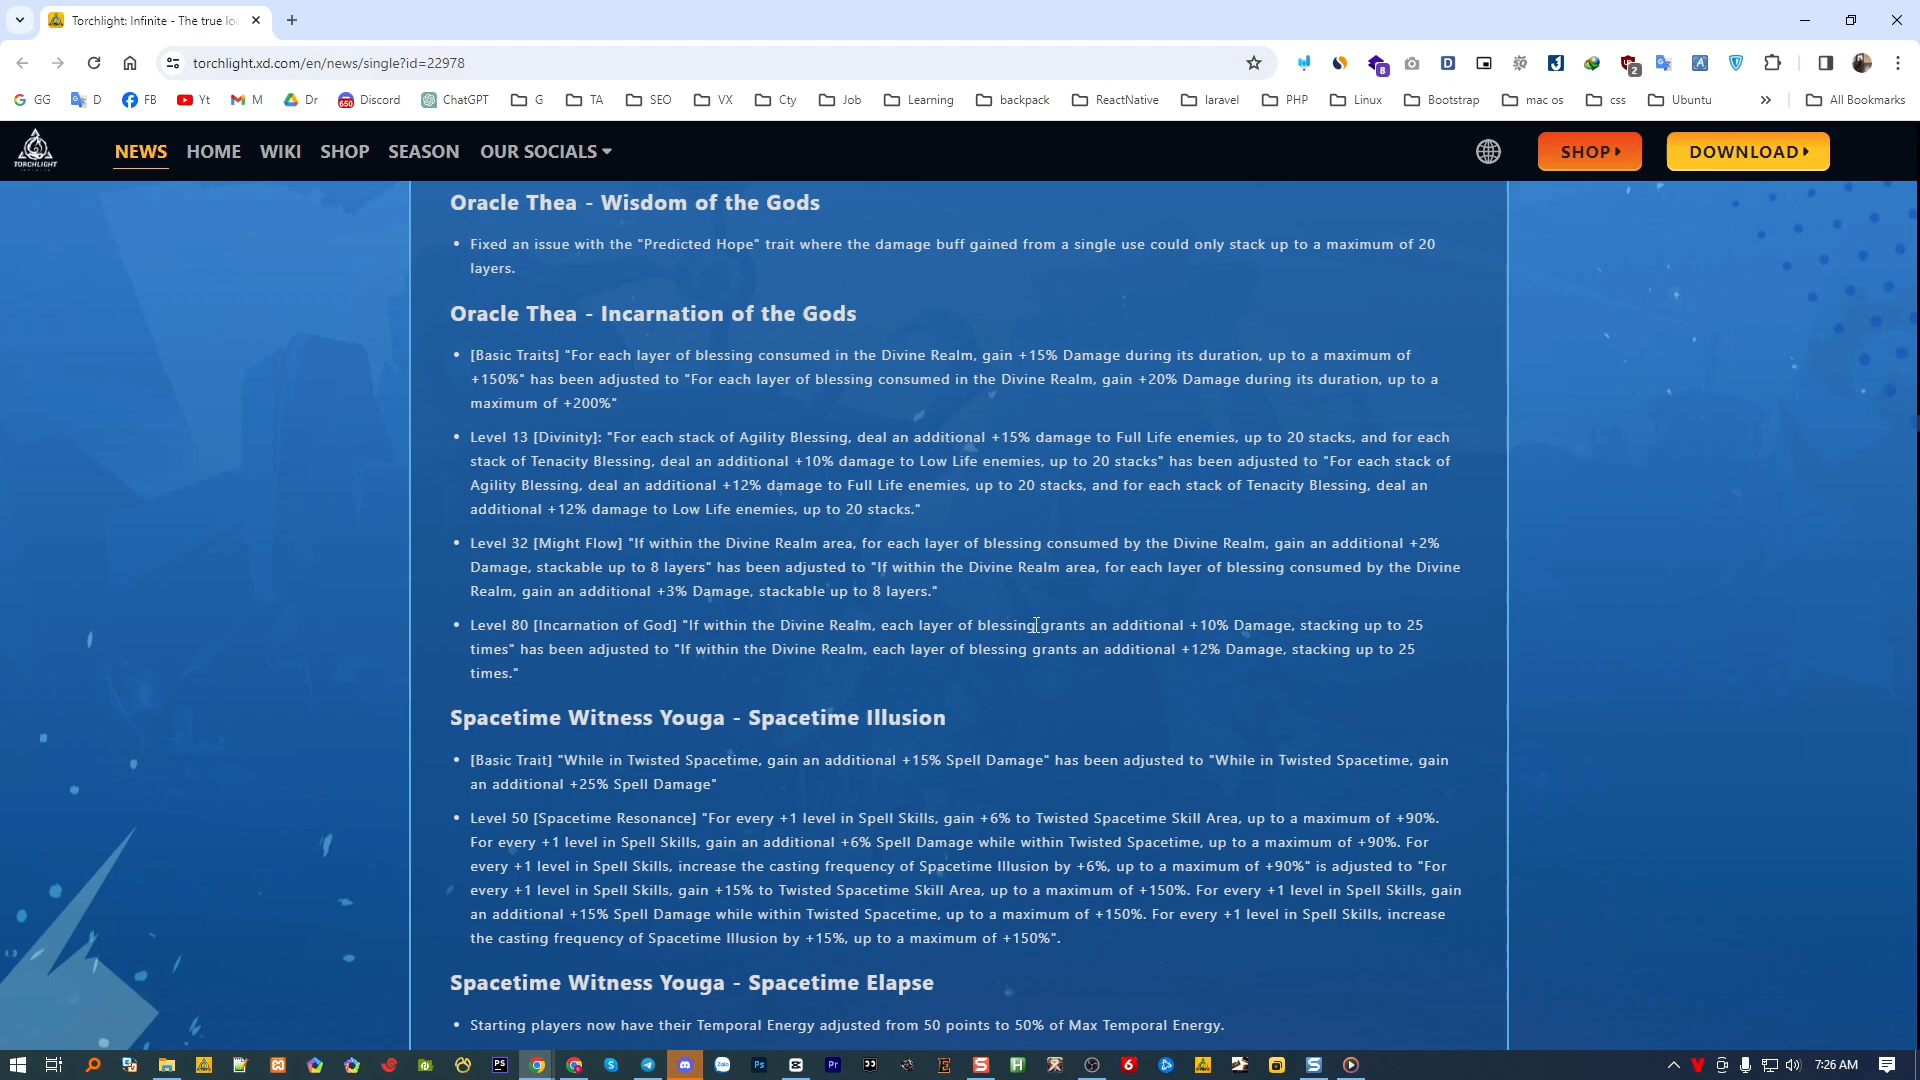 Torchlight: Infinite - The true lo
torchlight.xd.com/en/news/single?id=22978
8
2
GG D FB Yt M Dr Discord ChatGPT G TA SEO VX Cty Job Learning backpack ReactNative laravel PHP Linux Bootstrap mac os css Ubuntu » All Bookmarks
TORCHLIGHT
NEWS HOME WIKI SHOP SEASON OUR SOCIALS SHOP DOWNLOAD
Oracle Thea - Wisdom of the Gods
• Fixed an issue with the "Predicted Hope" trait where the damage buff gained from a single use could only stack up to a maximum of 20
layers.
Oracle Thea - Incarnation of the Gods
• [Basic Traits] "For each layer of blessing consumed in the Divine Realm, gain +15% Damage during its duration, up to a maximum of
+150%" has been adjusted to "For each layer of blessing consumed in the Divine Realm, gain +20% Damage during its duration, up to a
maximum of +200%"
• Level 13 [Divinity]: "For each stack of Agility Blessing, deal an additional +15% damage to Full Life enemies, up to 20 stacks, and for each
stack of Tenacity Blessing, deal an additional +10% damage to Low Life enemies, up to 20 stacks" has been adjusted to "For each stack of
Agility Blessing, deal an additional +12% damage to Full Life enemies, up to 20 stacks, and for each stack of Tenacity Blessing, deal an
additional +12% damage to Low Life enemies, up to 20 stacks."
• Level 32 [Might Flow] "If within the Divine Realm area, for each layer of blessing consumed by the Divine Realm, gain an additional +2%
Damage, stackable up to 8 layers" has been adjusted to "If within the Divine Realm area, for each layer of blessing consumed by the Divine
Realm, gain an additional +3% Damage, stackable up to 8 layers."
• Level 80 [Incarnation of God] "If within the Divine Realm, each layer of blessing grants an additional +10% Damage, stacking up to 25
times" has been adjusted to "If within the Divine Realm, each layer of blessing grants an additional +12% Damage, stacking up to 25
times."
Spacetime Witness Youga - Spacetime Illusion
• [Basic Trait] "While in Twisted Spacetime, gain an additional +15% Spell Damage" has been adjusted to "While in Twisted Spacetime, gain
an additional +25% Spell Damage"
• Level 50 [Spacetime Resonance] "For every +1 level in Spell Skills, gain +6% to Twisted Spacetime Skill Area, up to a maximum of +90%.
For every +1 level in Spell Skills, gain an additional +6% Spell Damage while within Twisted Spacetime, up to a maximum of +90%. For
every +1 level in Spell Skills, increase the casting frequency of Spacetime Illusion by +6%, up to a maximum of +90%" is adjusted to "For
every +1 level in Spell Skills, gain +15% to Twisted Spacetime Skill Area, up to a maximum of +150%. For every +1 level in Spell Skills, gain
an additional +15% Spell Damage while within Twisted Spacetime, up to a maximum of +150%. For every +1 level in Spell Skills, increase
the casting frequency of Spacetime Illusion by +15%, up to a maximum of +150%".
Spacetime Witness Youga - Spacetime Elapse
• Starting players now have their Temporal Energy adjusted from 50 points to 50% of Max Temporal Energy.
7:26 AM